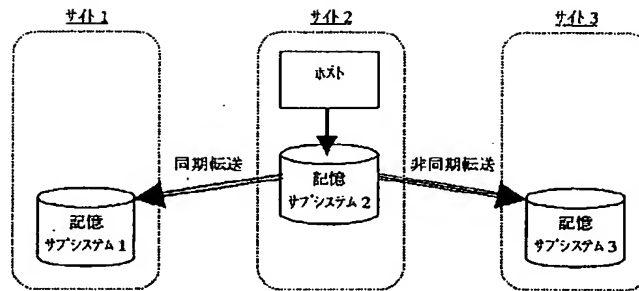 サイト1
サイト2
サイト3
ホスト
同期転送
非同期転送
記憶
サブシステム1
記憶
サブシステム2
記憶
サブシステム3